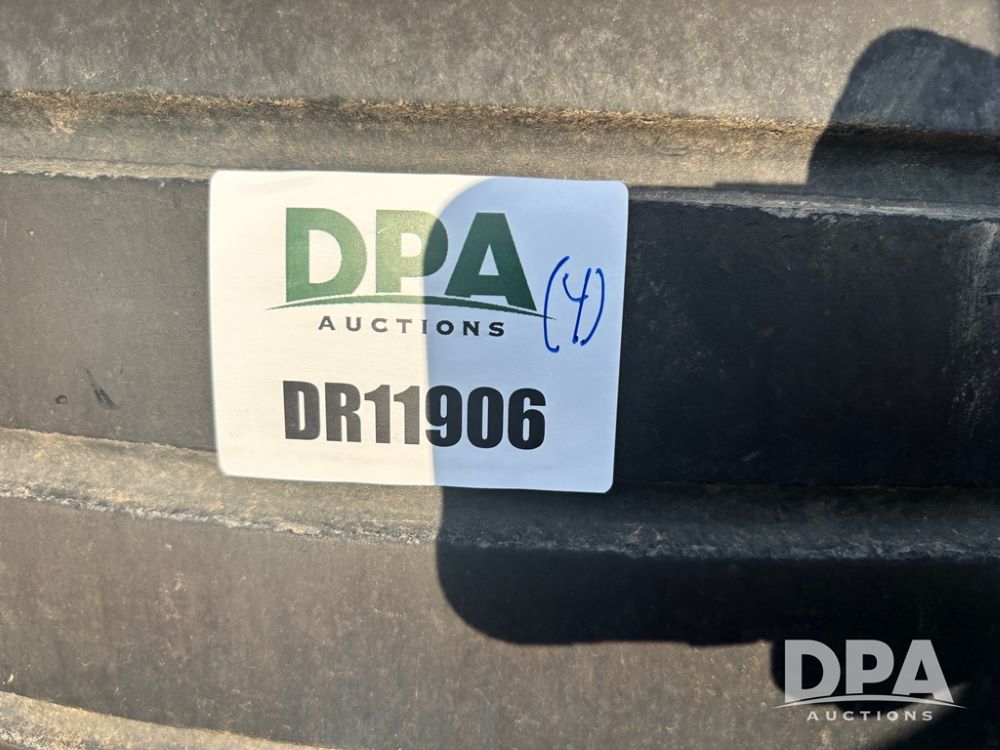 DPA
AUCTIONS
(4)
DR11906
DPA
AUCTIONS